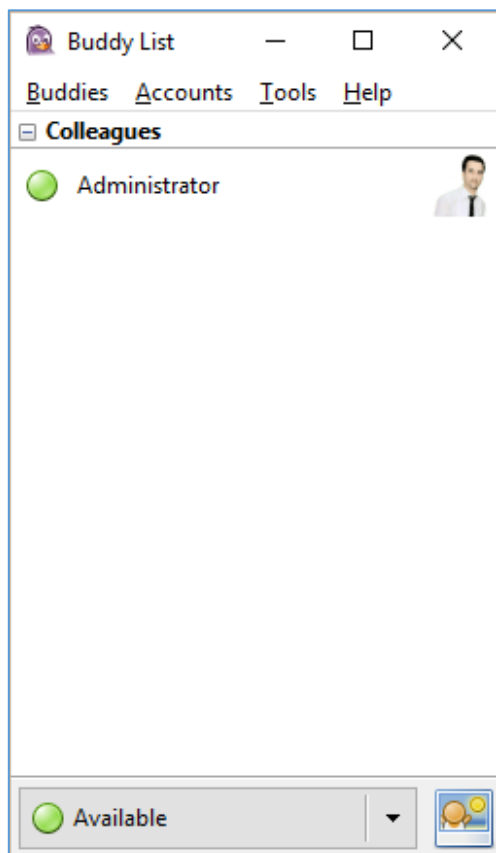 Buddy List
Buddies Accounts Tools Help
Colleagues
Administrator
Available